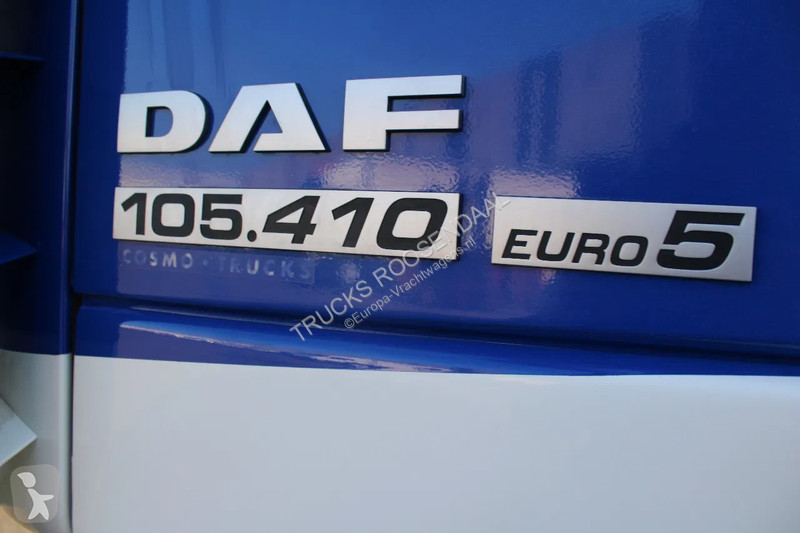 DAF
105.410
EURO 5
COSMO-TRUCKS
TRUCKS ROOSENDAAL
©Europa-Vrachtwagens.nl